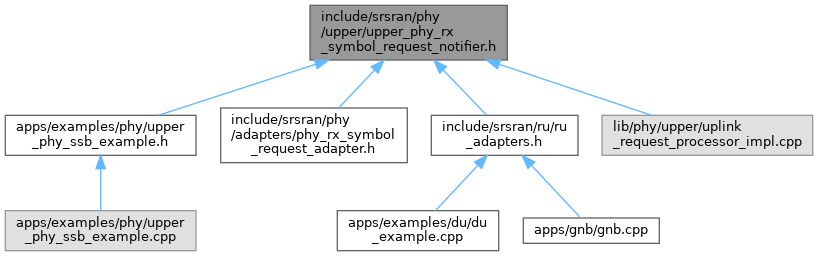 include/srsran/phy
/upper/upper_phy_rx
_symbol_request_notifier.h
apps/examples/phy/upper
_phy_ssb_example.h
include/srsran/phy
/adapters/phy_rx_symbol
_request_adapter.h
include/srsran/ru/ru
_adapters.h
lib/phy/upper/uplink
_request_processor_impl.cpp
apps/examples/phy/upper
_phy_ssb_example.cpp
apps/examples/du/du
_example.cpp
apps/gnb/gnb.cpp